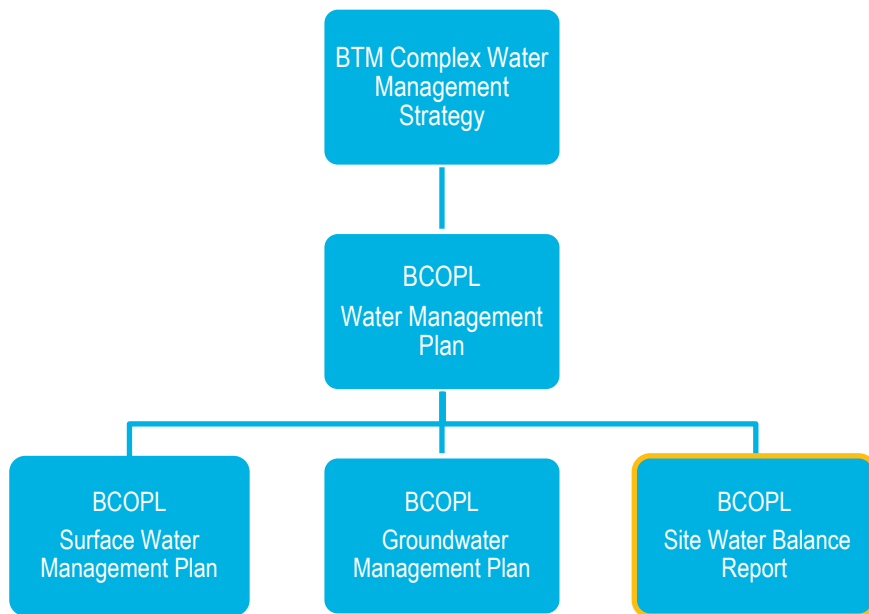 BTM Complex Water
Management
Strategy
BCOPL
Water Management
Plan
BCOPL
Surface Water
Management Plan
BCOPL
Groundwater
Management Plan
BCOPL
Site Water Balance
Report